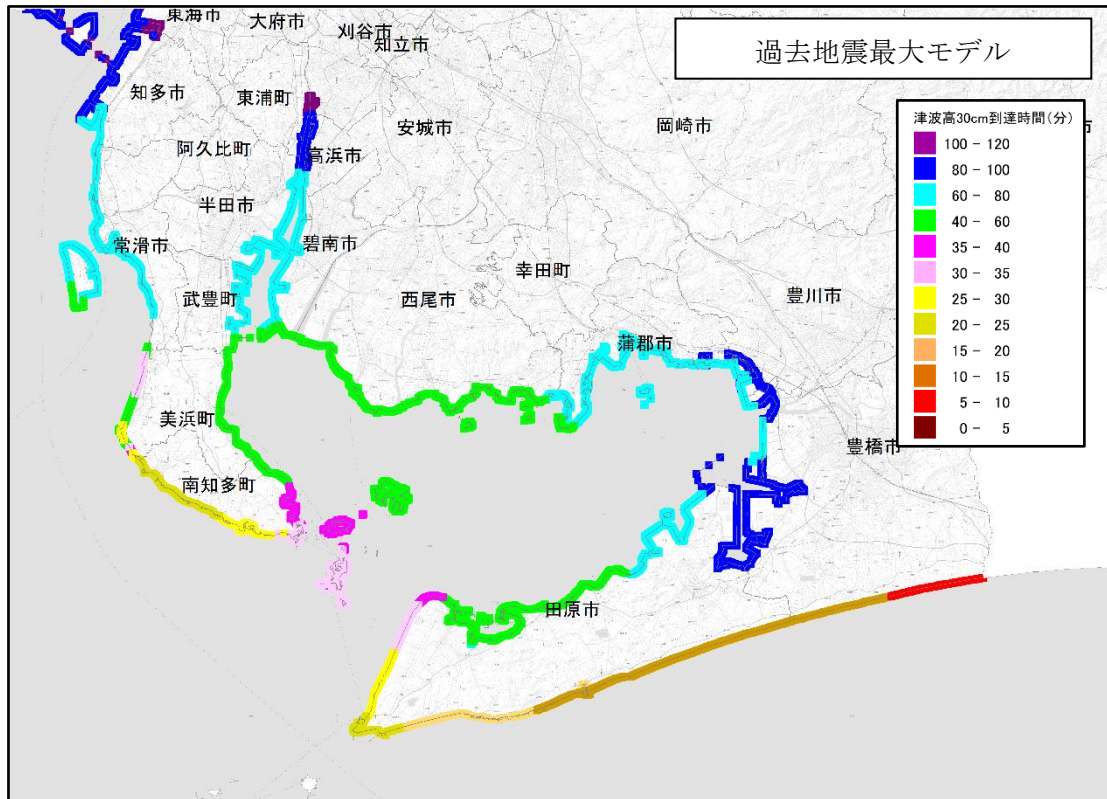 東海市
大府市
刈谷市
知立市
過去地震最大モデル
知多市
東浦町
安城市
岡崎市
市
阿久比町
高浜市
半田市
碧南市
常滑市
武豊町
西尾市
幸田町
豊川市
蒲郡市
美浜町
豊橋市
南知多町
田原市
津波高30cm到達時間(分)
100 - 120
80 - 100
60 - 80
40 - 60
35 - 40
30 - 35
25 - 30
20 - 25
15 - 20
10 - 15
5 - 10
0 - 5